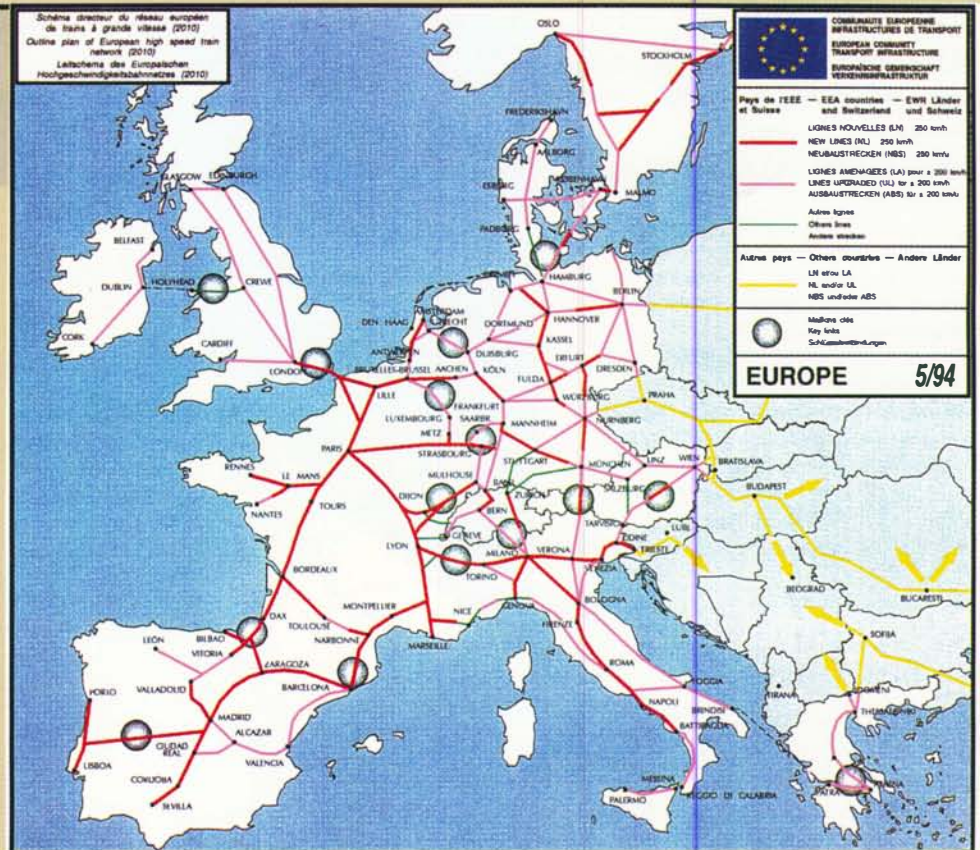 Schéma directeur du réseau européen
de trains à grande vitesse (2010)
Outline plan of European high speed train
network (2010)
Leitschema des Europaischen
Hochgeschwindigkeitsbahnnetzes (2010)
COMMUNAUTE EUROPEENNE
INFRASTRUCTURES DE TRANSPORT
EUROPEAN COMMUNITY
TRANSPORT INFRASTRUCTURE
EUROPÄISCHE GEMEINSCHAFT
VERKEHRSINFRASTRUKTUR
Pays de l'EEE — EEA countries — EWR Länder
et Suisse and Switzerland und Schweiz
LIGNES NOUVELLES (LN) 250 km/h
NEW LINES (NL) 250 km/h
NEUBAUSTRECKEN (NBS) 250 km/h
LIGNES AMENAGEES (LA) pour ± 200 km/h
LINES UPGRADED (UL) for ± 200 km/h
AUSBAUSTRECKEN (ABS) für ± 200 km/h
Autres lignes
Others lines
Andere strecken
Autres pays — Others countries — Andere Länder
LN et/ou LA
NL and/or UL
NBS und/oder ABS
Maillons clés
Key links
EUROPE 5/94
OSLO
STOCKHOLM
FREDERIKSHAVN
AALBORG
GLASGOW
EDINBURGH
ESBJERG
KØBENHAVN
MALMO
PADBORG
BELFAST
DUBLIN
HOLYHEAD
CREWE
CORK
CARDIFF
LONDON
HAMBURG
BERLIN
AMSTERDAM
DEN HAAG
UTRECHT
DORTMUND
HANNOVER
ANTWERPEN
BRUXELLES-BRUSSEL
AACHEN
DUISBURG
KÖLN
KASSEL
ERFURT
DRESDEN
LILLE
FULDA
LUXEMBOURG
FRANKFURT
WÜRZBURG
PRAHA
SAARBR
METZ
MANNHEIM
NURNBERG
PARIS
STRASBOURG
STUTTGART
MÜNCHEN
LINZ
WIEN
BRATISLAVA
RENNES
LE MANS
MULHOUSE
BASEL
ZURICH
SALZBURG
BUDAPEST
NANTES
TOURS
DIJON
BERN
GENEVE
TARVISIO
LJUBL
UDINE
TRIESTE
LYON
MILANO
VERONA
VENEZIA
TORINO
BORDEAUX
BOLOGNA
BEOGRAD
BUCARESTI
GENOVA
MONTPELLIER
NICE
FIRENZE
DAX
TOULOUSE
NARBONNE
MARSEILLE
LEÓN
BILBAO
VITORIA
SOFIJA
ZARAGOZA
BARCELONA
ROMA
FOGGIA
TIRANA
PORTO
VALLADOLID
NAPOLI
BRINDISI
BATTIPAGLIA
THESSALONIKI
MADRID
ALCAZAR
CIUDAD
REAL
LISBOA
VALENCIA
CORDOBA
SEVILLA
MESSINA
PALERMO
REGGIO DI CALABRIA
PATRA